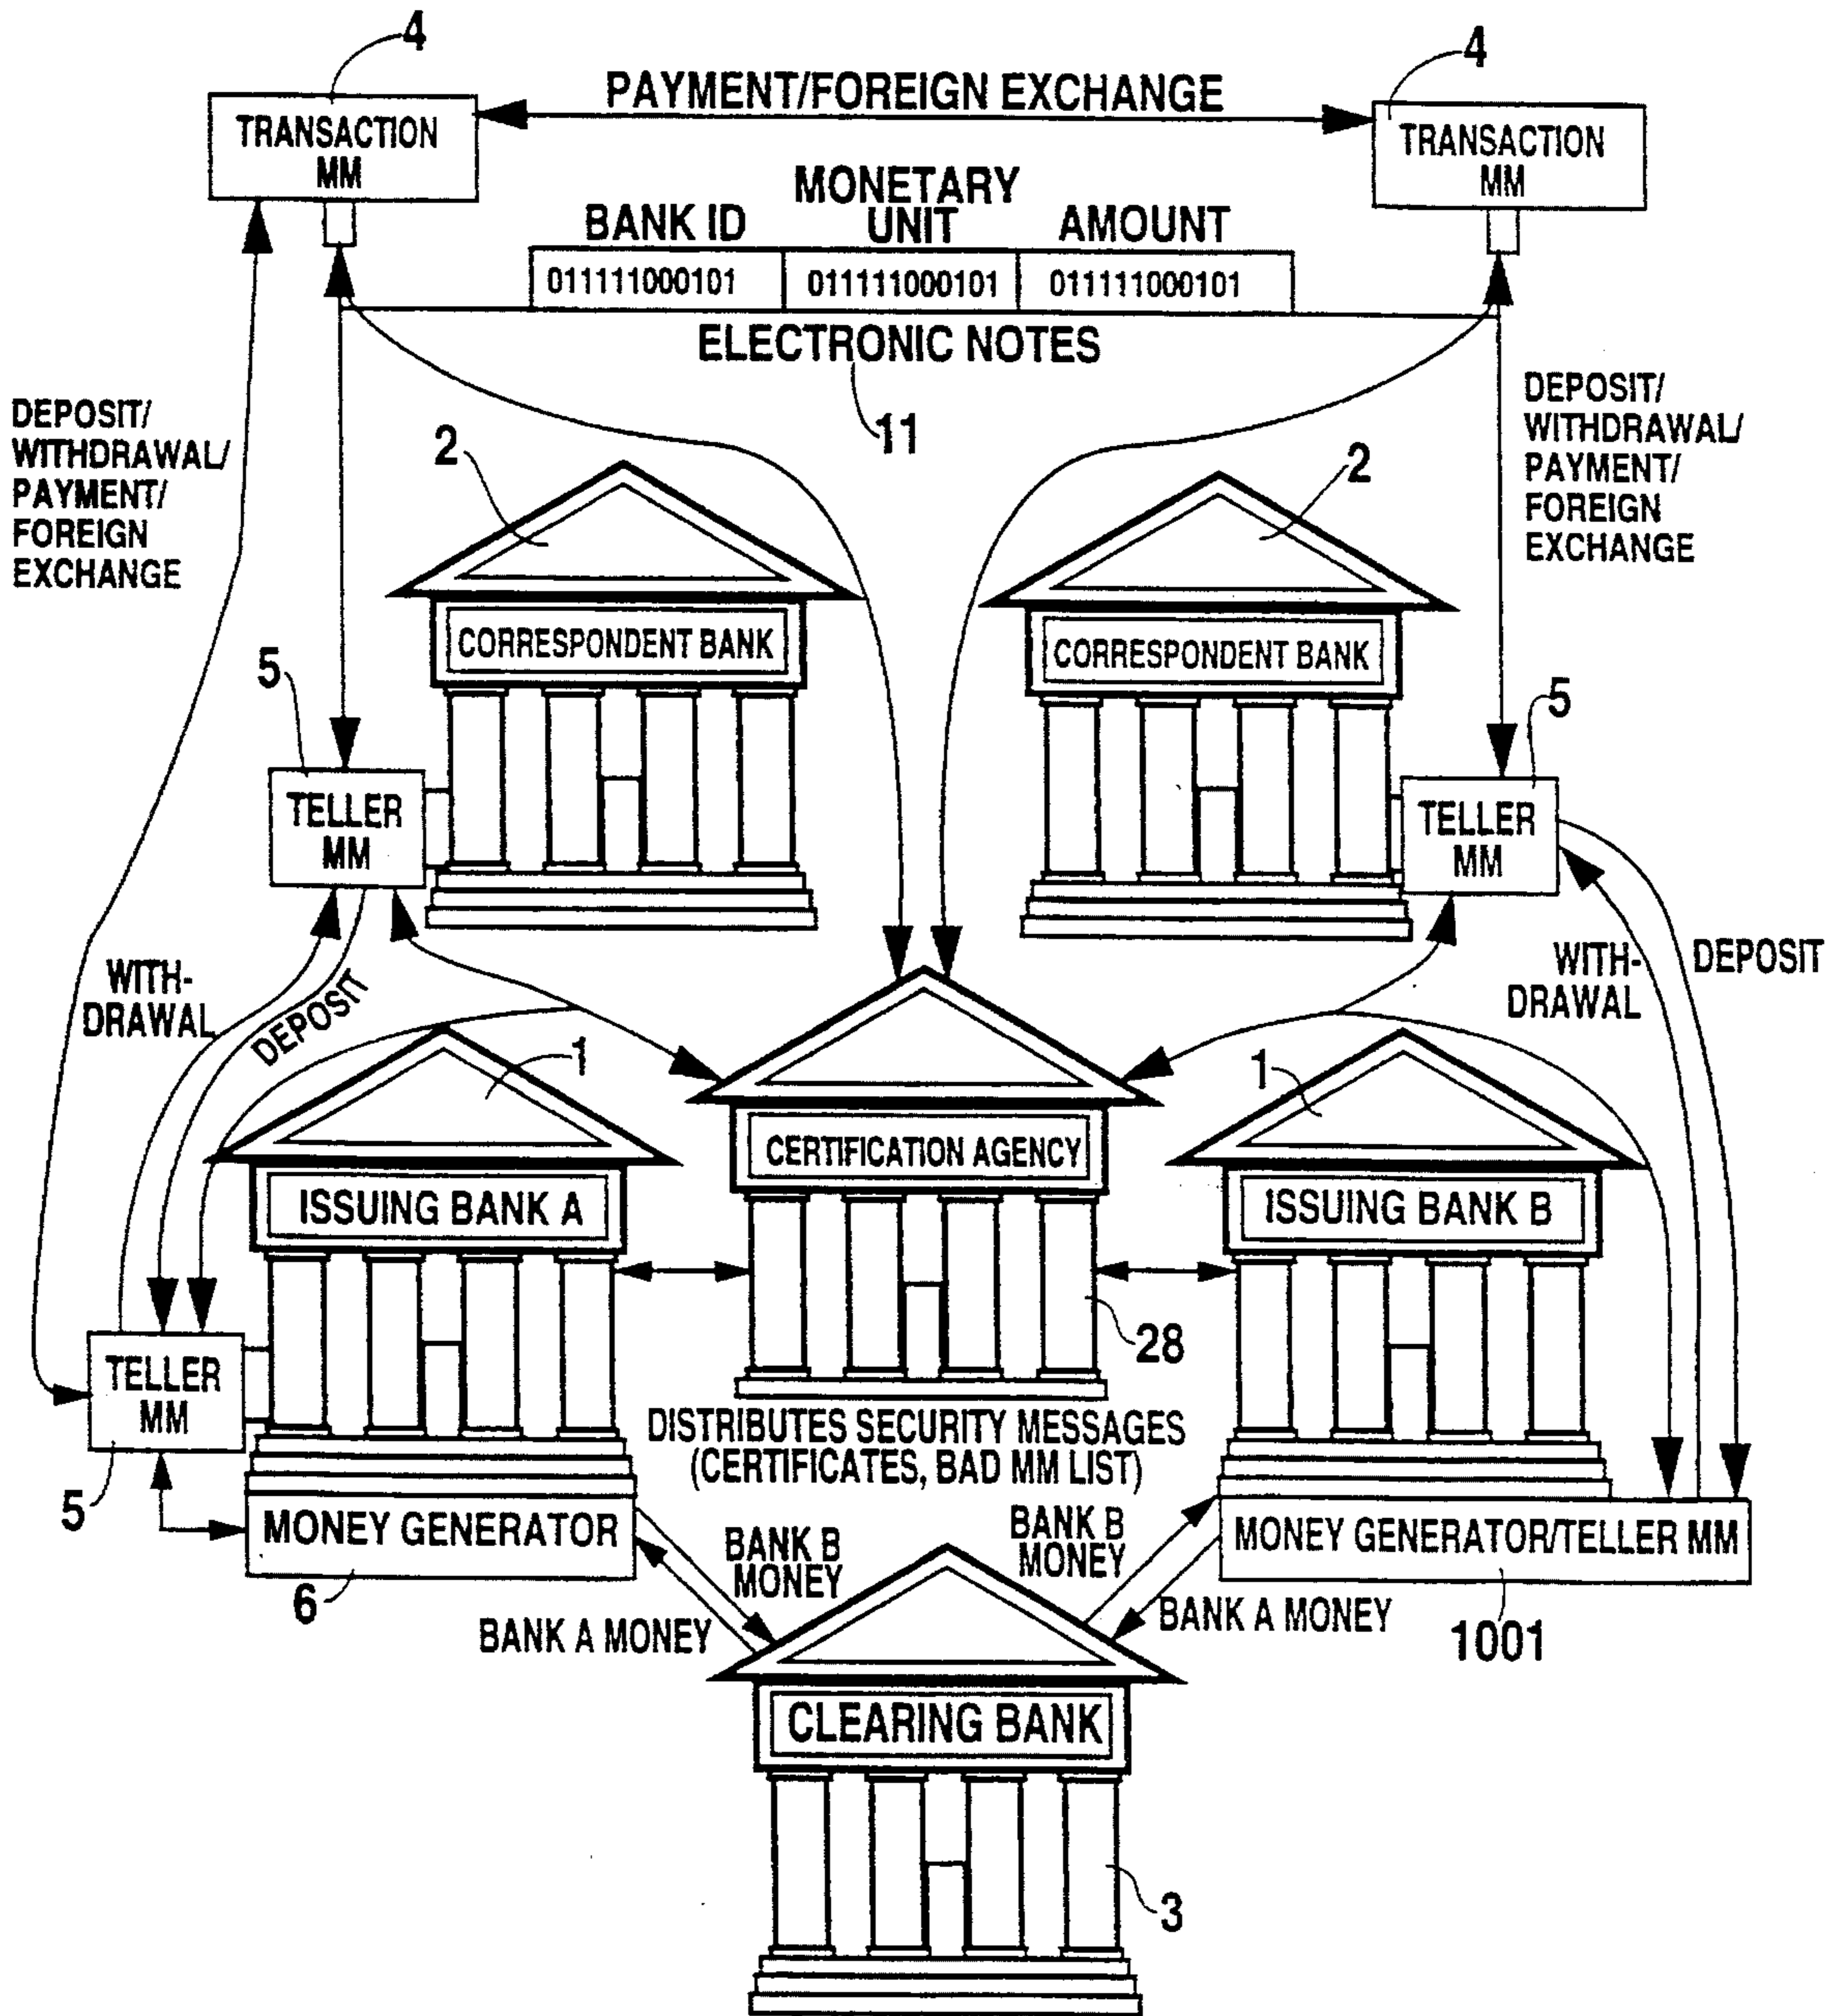 4
4
PAYMENT/FOREIGN EXCHANGE
TRANSACTION
MM
TRANSACTION
MM
MONETARY
BANK ID
UNIT
AMOUNT
011111000101
011111000101
011111000101
ELECTRONIC NOTES
11
DEPOSIT/
WITHDRAWAL/
PAYMENT/
FOREIGN
EXCHANGE
DEPOSIT/
WITHDRAWAL/
PAYMENT/
FOREIGN
EXCHANGE
2
2
CORRESPONDENT BANK
CORRESPONDENT BANK
5
5
TELLER
MM
TELLER
MM
WITH-
DRAWAL
DEPOSIT
WITH-
DRAWAL
DEPOSIT
1
1
CERTIFICATION AGENCY
ISSUING BANK A
ISSUING BANK B
28
TELLER
MM
5
DISTRIBUTES SECURITY MESSAGES
(CERTIFICATES, BAD MM LIST)
MONEY GENERATOR
6
BANK B
MONEY
BANK A MONEY
BANK B
MONEY
BANK A MONEY
MONEY GENERATOR/TELLER MM
1001
CLEARING BANK
3